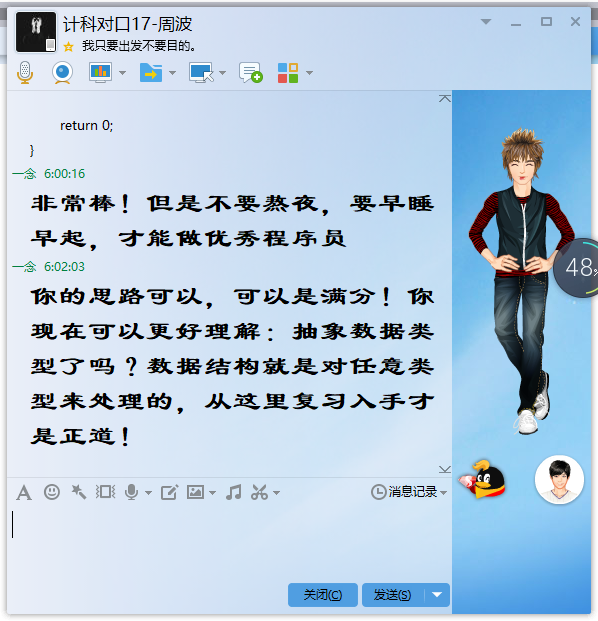 计科对口17-周波
我只要出发不要目的。
return 0;
}
一念 6:00:16
非常棒！但是不要熬夜，要早睡
早起，才能做优秀程序员
一念 6:02:03
你的思路可以，可以是满分！你
现在可以更好理解：抽象数据类
型了吗？数据结构就是对任意类
型来处理的，从这里复习入手才
是正道！
48%
消息记录
关闭(C)
发送(S)